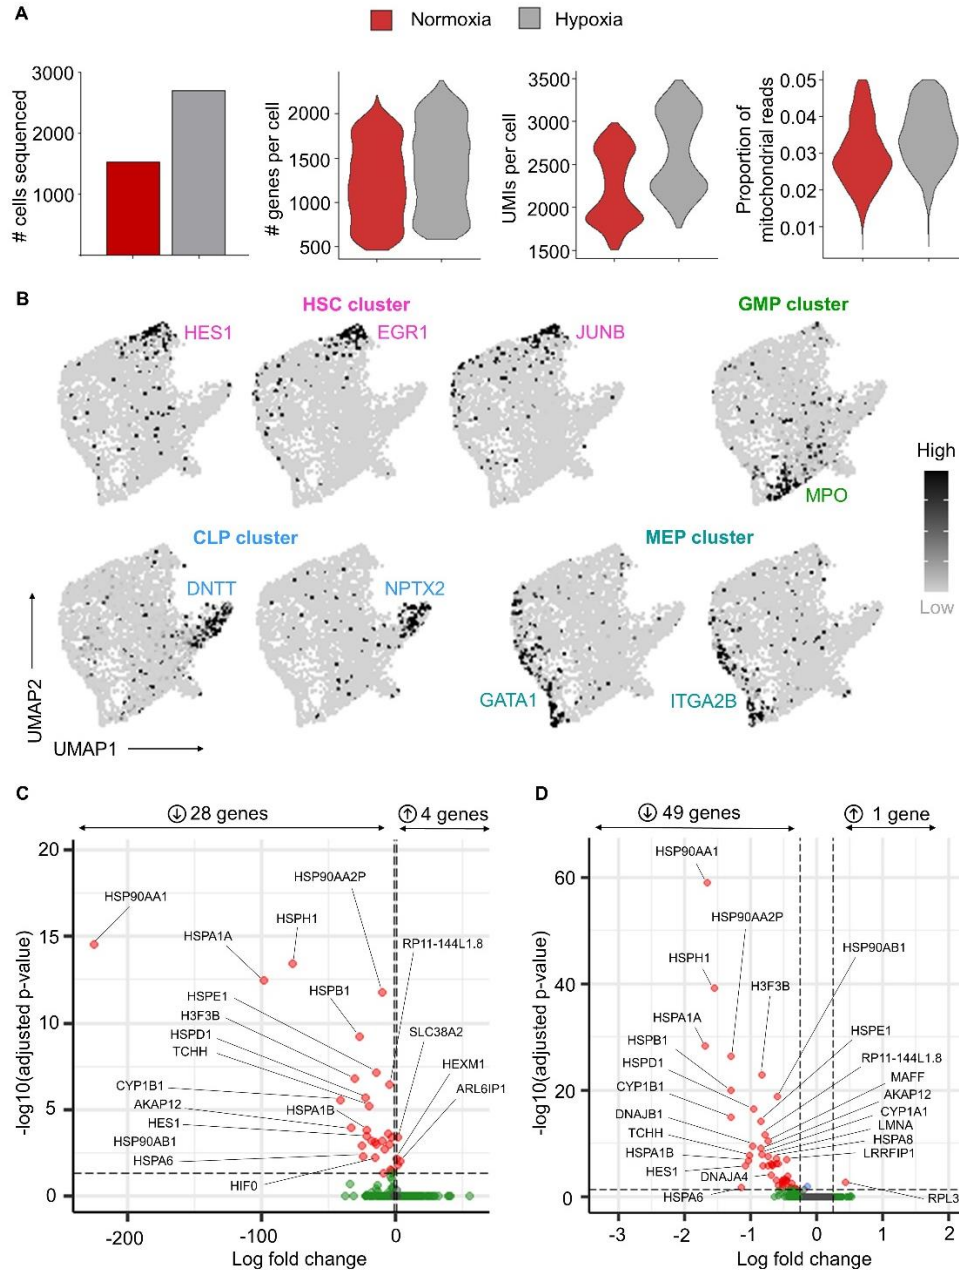 A
Normoxia Hypoxia
# cells sequenced
3000
2000
1000
# genes per cell
2000
1500
1000
500
UMIs per cell
3500
3000
2500
2000
1500
Proportion of
mitochondrial reads
0.05
0.04
0.03
0.02
0.01
B
HSC cluster
GMP cluster
HES1
EGR1
JUNB
MPO
High
Low
CLP cluster
MEP cluster
DNTT
NPTX2
GATA1
ITGA2B
UMAP2
UMAP1
C
↓ 28 genes
↑ 4 genes
-log10(adjusted p-value)
20
15
10
5
0
HSP90AA1
HSP90AA2P
HSPH1
HSPA1A
RP11-144L1.8
HSPB1
HSPE1
H3F3B
SLC38A2
HSPD1
TCHH
HEXM1
ARL6IP1
CYP1B1
AKAP12
HSPA1B
HES1
HSP90AB1
HSPA6
HIF0
-200
-100
0
Log fold change
D
↓ 49 genes
↑ 1 gene
-log10(adjusted p-value)
60
40
20
0
HSP90AA1
HSP90AA2P
HSP90AB1
HSPH1
H3F3B
HSPA1A
HSPE1
HSPB1
RP11-144L1.8
HSPD1
MAFF
CYP1B1
AKAP12
CYP1A1
DNAJB1
LMNA
TCHH
HSPA8
HSPA1B
LRRFIP1
HES1
DNAJA4
HSPA6
RPL3
-3
-2
-1
0
1
2
Log fold change